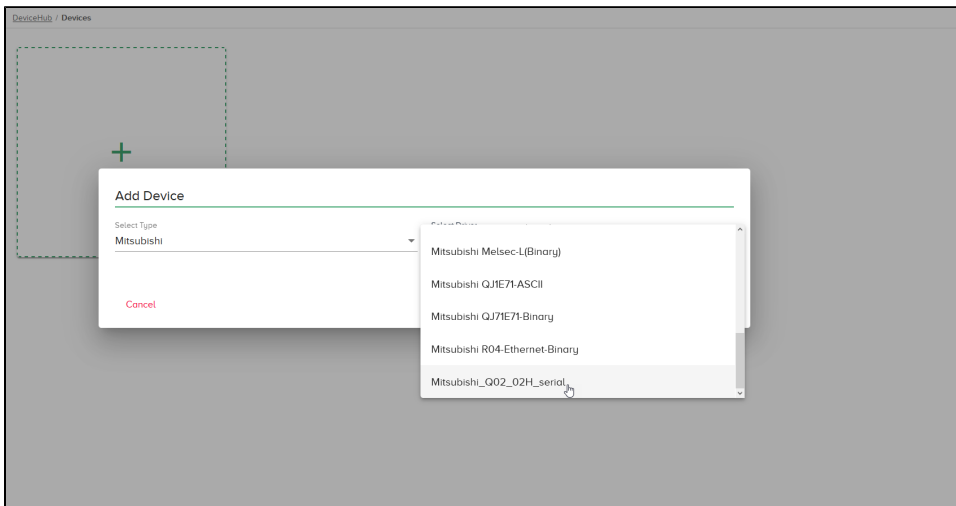 DeviceHub / Devices
Add Device
Select Type
Mitsubishi
Mitsubishi Melsec-L(Binary)
Mitsubishi QJ1E71-ASCII
Mitsubishi QJ71E71-Binary
Mitsubishi R04-Ethernet-Binary
Mitsubishi_Q02_02H_serial
Cancel